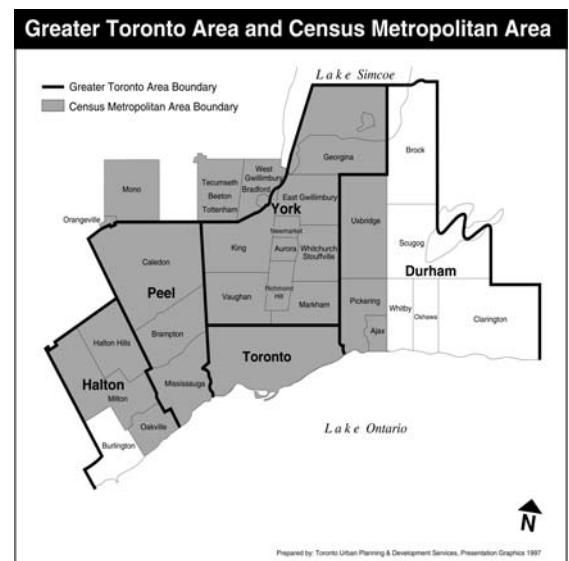 Greater Toronto Area and Census Metropolitan Area
Lake Simcoe
Greater Toronto Area Boundary
Census Metropolitan Area Boundary
Brock
Georgina
Mono
West
Gwillimbury
Tecumseth
Beeton
Bradford
Tottenham
East Gwillimbury
York
Uxbridge
Orangeville
Newmarket
Scugog
King
Aurora
Whitchurch
Stouffville
Caledon
Durham
Peel
Vaughan
Richmond
Hill
Markham
Pickering
Whitby
Oshawa
Clarington
Ajax
Brampton
Halton Hills
Toronto
Halton
Mississauga
Milton
Oakville
Burlington
Lake Ontario
N
Prepared by: Toronto Urban Planning & Development Services, Presentation Graphics 1997